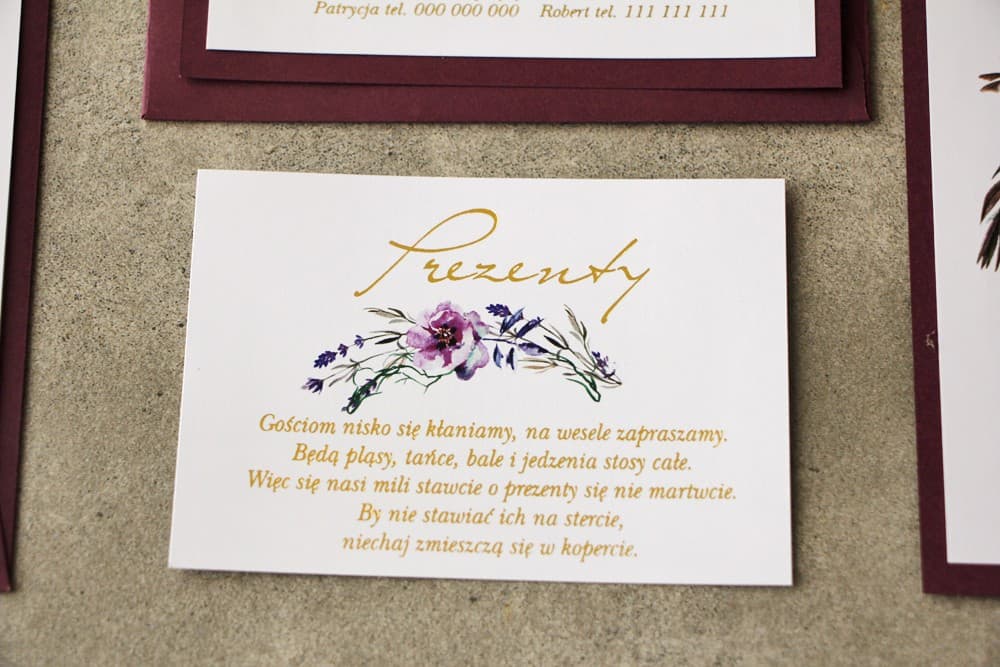 Patrycja tel. 000 000 000 Robert tel. 111 111 111
Prezenty
Gościom nisko się kłaniamy, na wesele zapraszamy.
Będą pląsy, tańce, bale i jedzenia stosy całe.
Więc się nasi mili stawcie o prezenty się nie martwcie.
By nie stawiać ich na stercie,
niechaj zmieszczą się w kopercie.